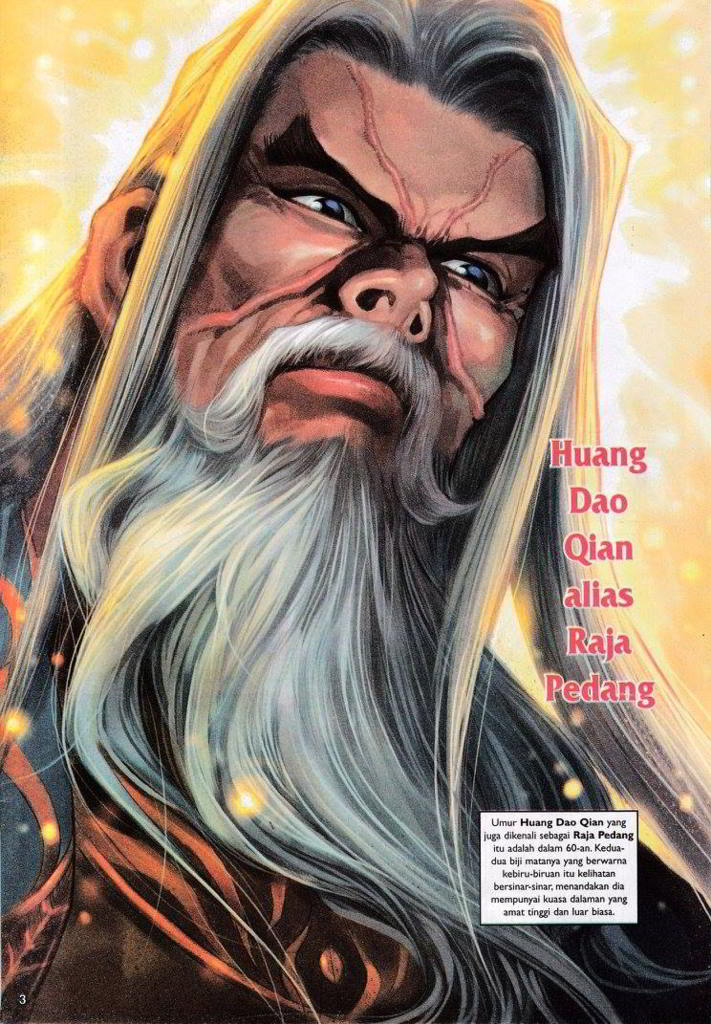 Huang
Dao
Qian
alias
Raja
Pedang
Umur Huang Dao Qian yang
juga dikenali sebagai Raja Pedang
itu adalah dalam 60-an. Kedua-
dua biji matanya yang berwarna
kebiru-biruan itu kelihatan
bersinar-sinar, menandakan dia
mempunyai kuasa dalaman yang
amat tinggi dan luar biasa.
3